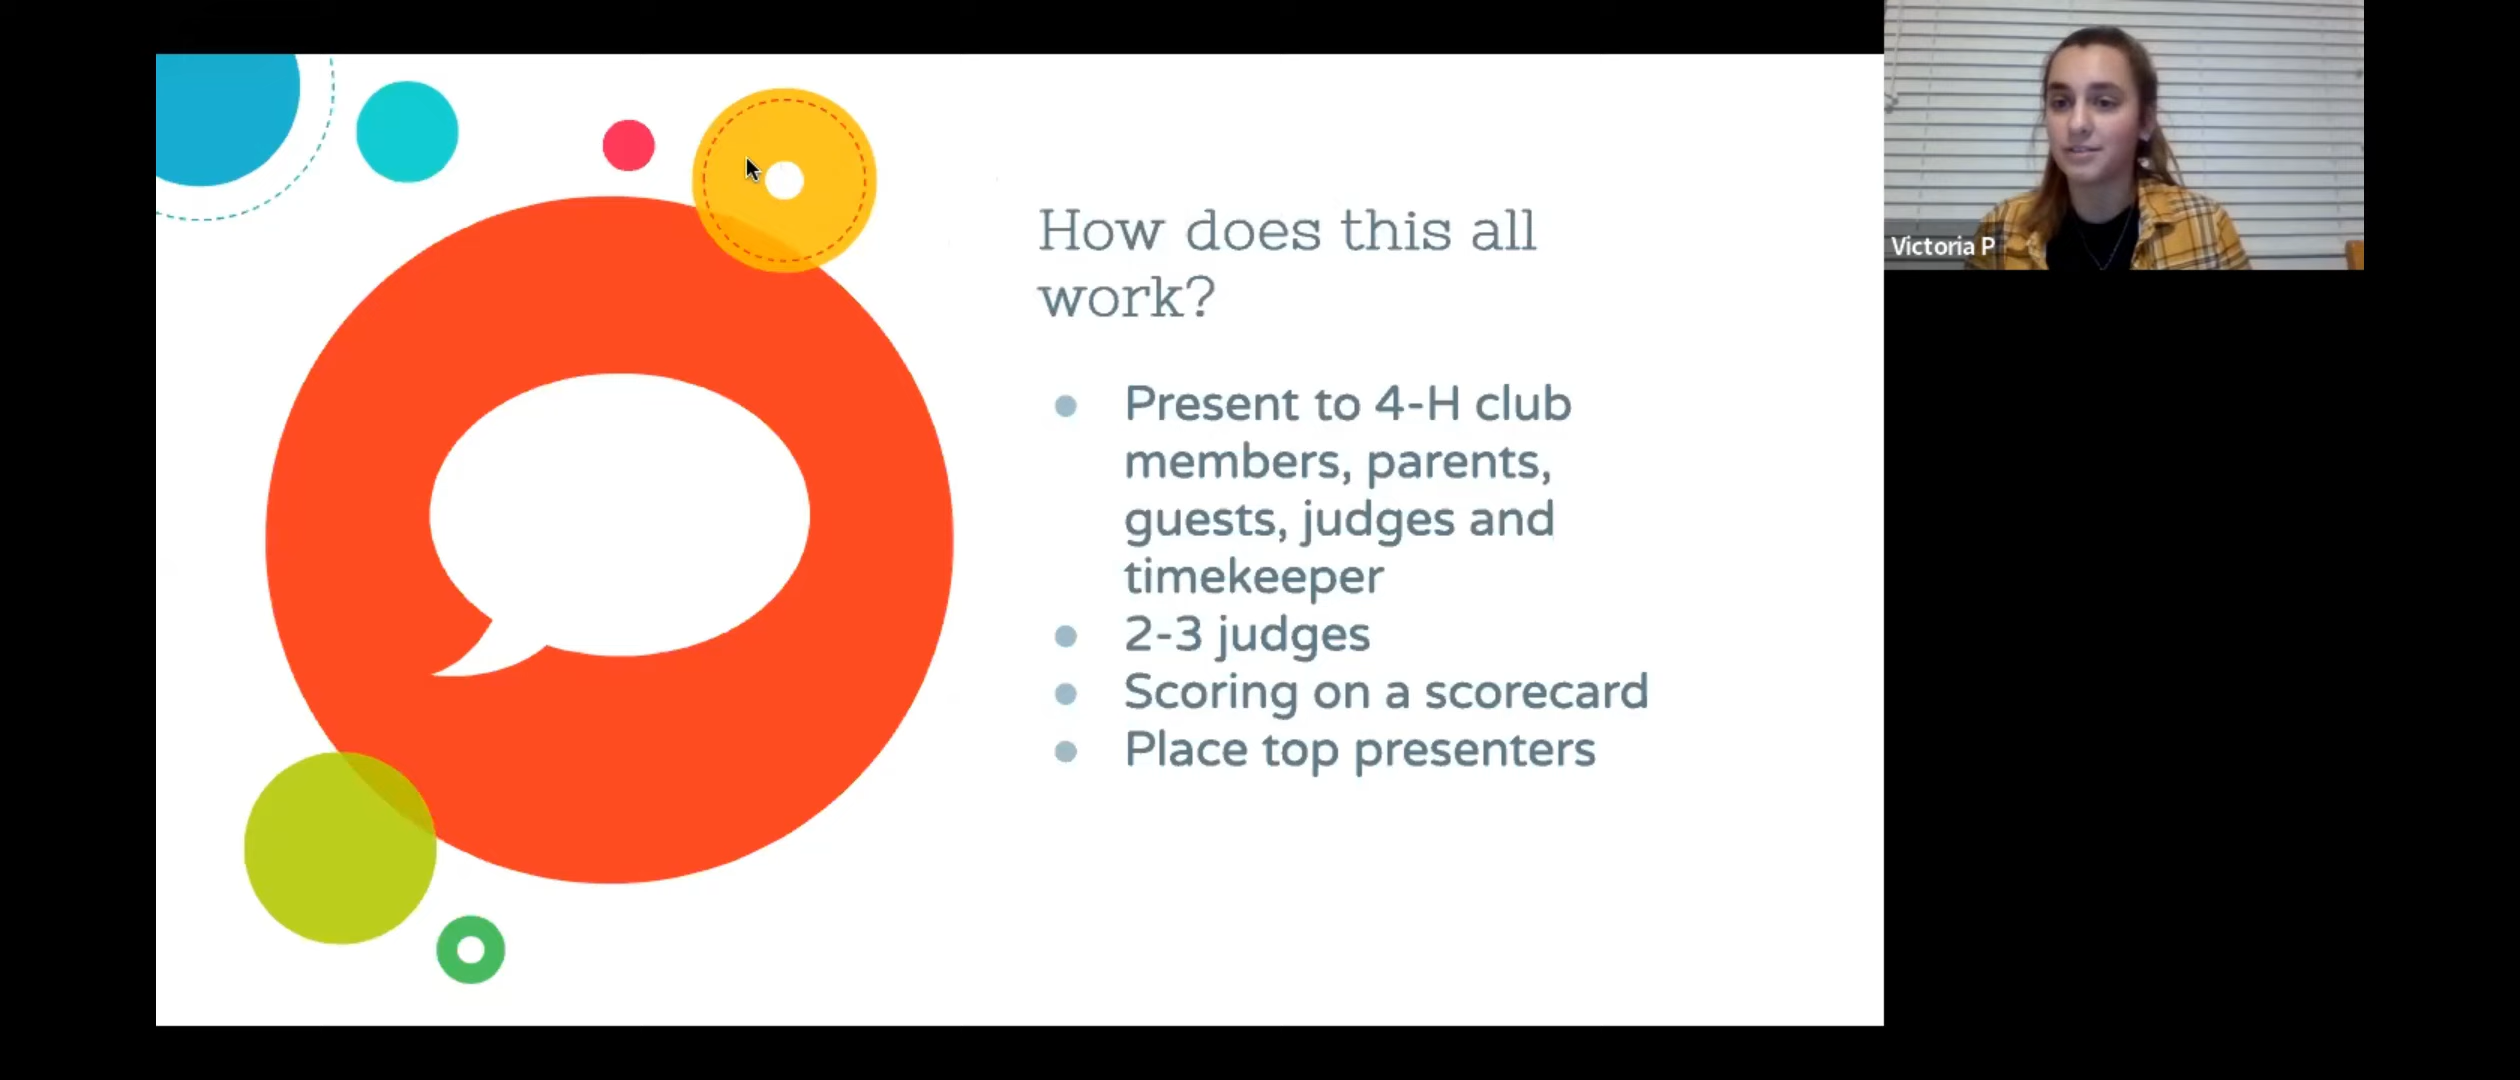 How does this all
work?
Present to 4-H club
members, parents,
guests, judges and
timekeeper
2-3 judges
Scoring on a scorecard
Place top presenters
Victoria P